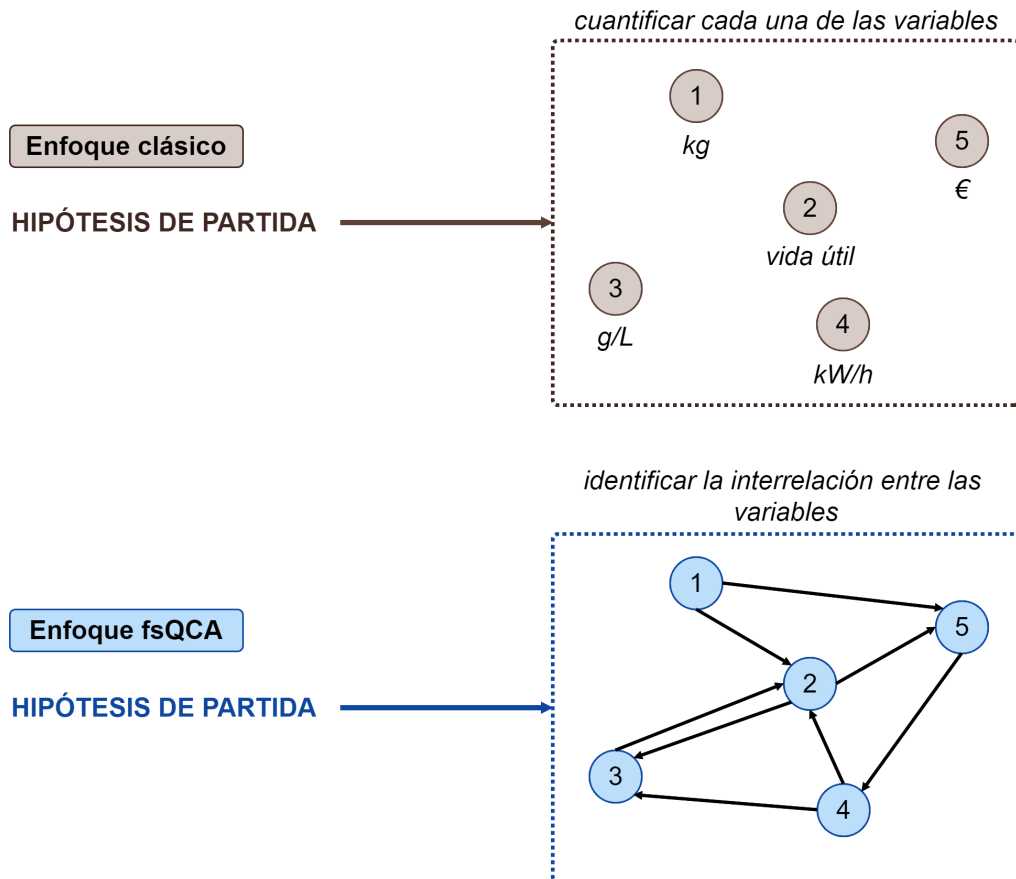 cuantificar cada una de las variables
1
kg
5
€
Enfoque clásico
HIPÓTESIS DE PARTIDA
2
vida útil
3
g/L
4
kW/h
identificar la interrelación entre las
variables
1
5
Enfoque fsQCA
2
HIPÓTESIS DE PARTIDA
3
4